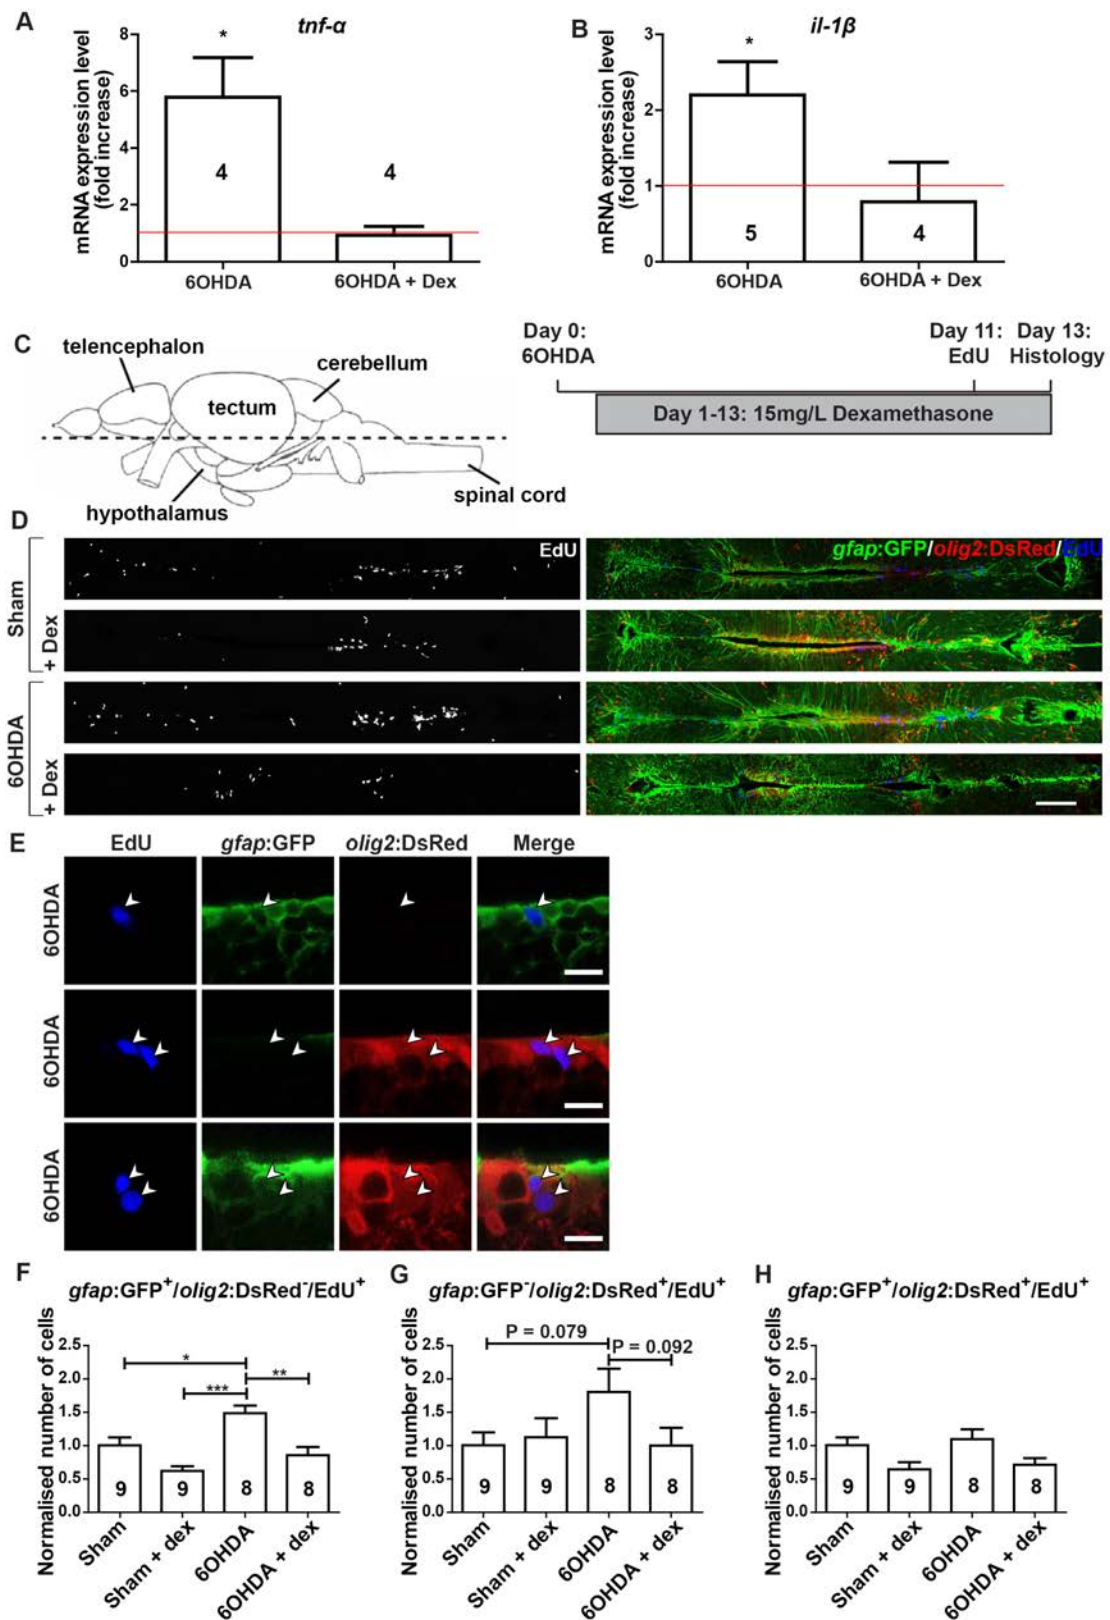 A
tnf-α
mRNA expression level
(fold increase)
8
6
4
2
0
*
4
4
6OHDA
6OHDA + Dex
B
il-1β
mRNA expression level
(fold increase)
3
2
1
0
*
5
4
6OHDA
6OHDA + Dex
C
telencephalon
cerebellum
tectum
hypothalamus
spinal cord
Day 0:
6OHDA
Day 11:
EdU
Day 13:
Histology
Day 1-13: 15mg/L Dexamethasone
D
Sham
+ Dex
6OHDA
+ Dex
EdU
gfap:GFP/olig2:DsRed/EdU
E
EdU
gfap:GFP
olig2:DsRed
Merge
6OHDA
6OHDA
6OHDA
F
gfap:GFP⁺/olig2:DsRed⁻/EdU⁺
Normalised number of cells
2.5
2.0
1.5
1.0
0.5
0.0
*
***
**
9
9
8
8
Sham
Sham + dex
6OHDA
6OHDA + dex
G
gfap:GFP⁻/olig2:DsRed⁺/EdU⁺
Normalised number of cells
2.5
2.0
1.5
1.0
0.5
0.0
P = 0.079
P = 0.092
9
9
8
8
Sham
Sham + dex
6OHDA
6OHDA + dex
H
gfap:GFP⁺/olig2:DsRed⁺/EdU⁺
Normalised number of cells
2.5
2.0
1.5
1.0
0.5
0.0
9
9
8
8
Sham
Sham + dex
6OHDA
6OHDA + dex